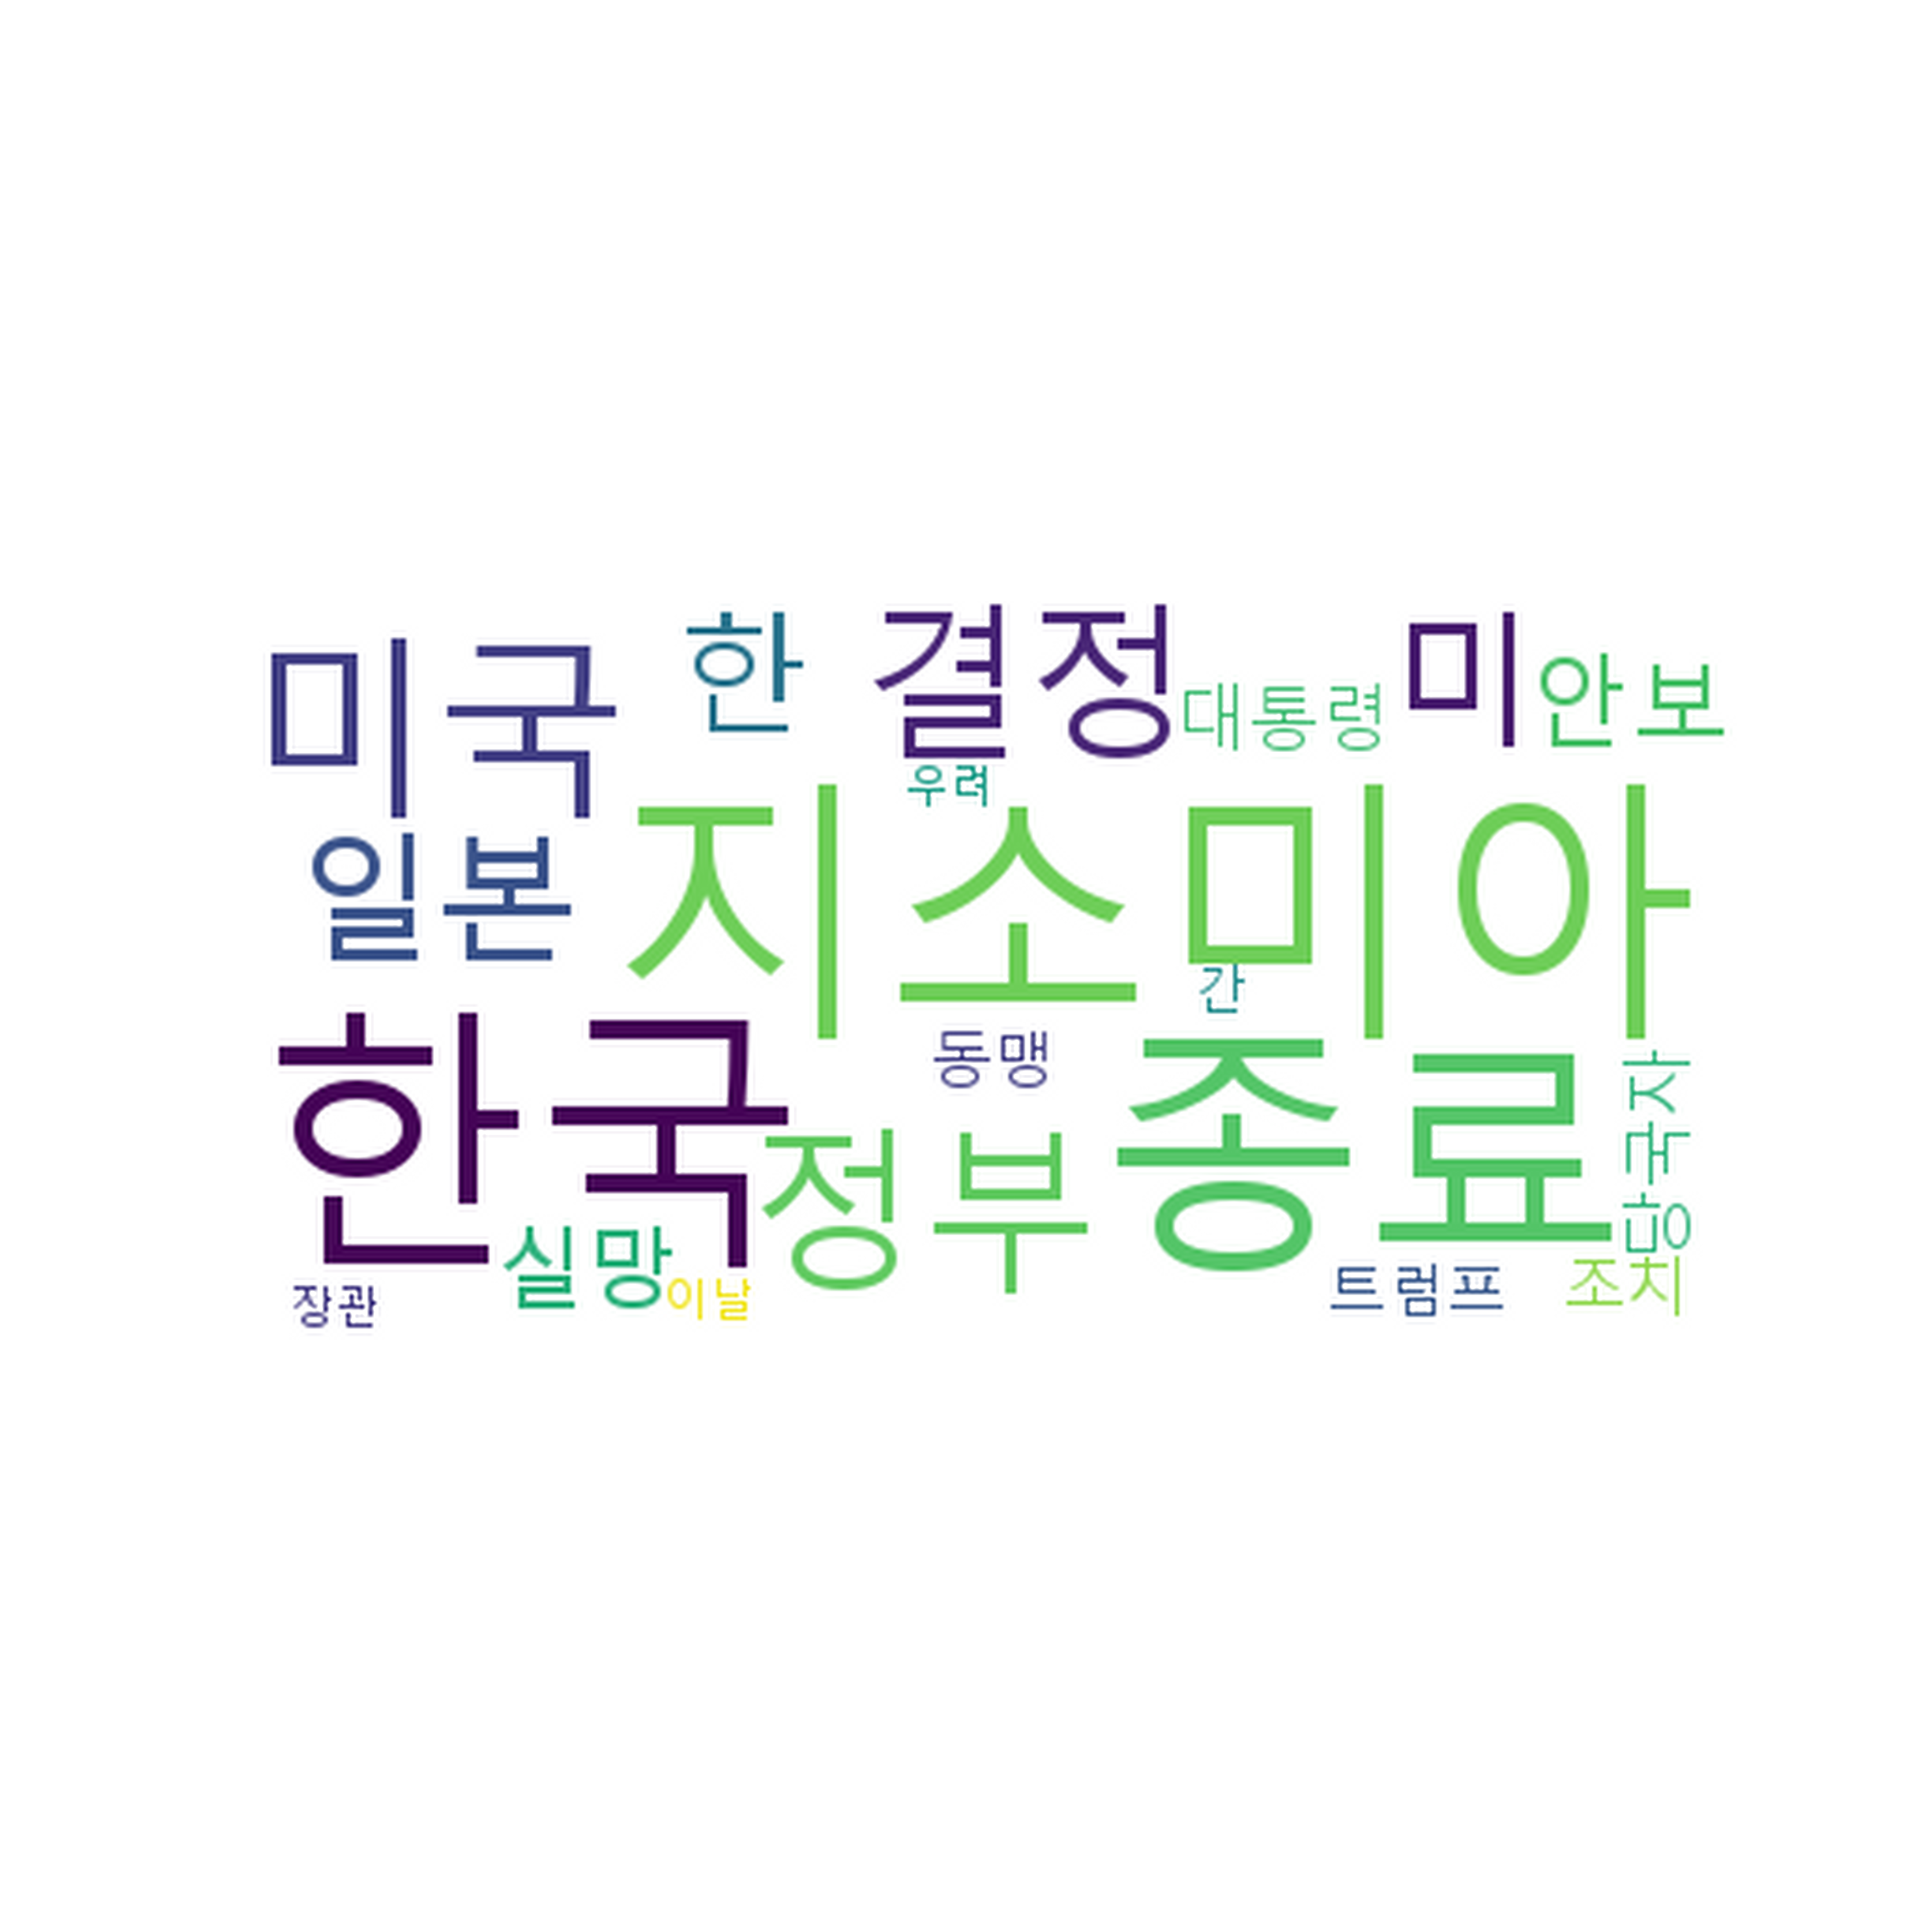 미국 한 결정 대통령 미 안보
우려
일본 지소미아
간
한국 동맹 종료 당국자
정부
실망
장관 이날 트럼프 조치